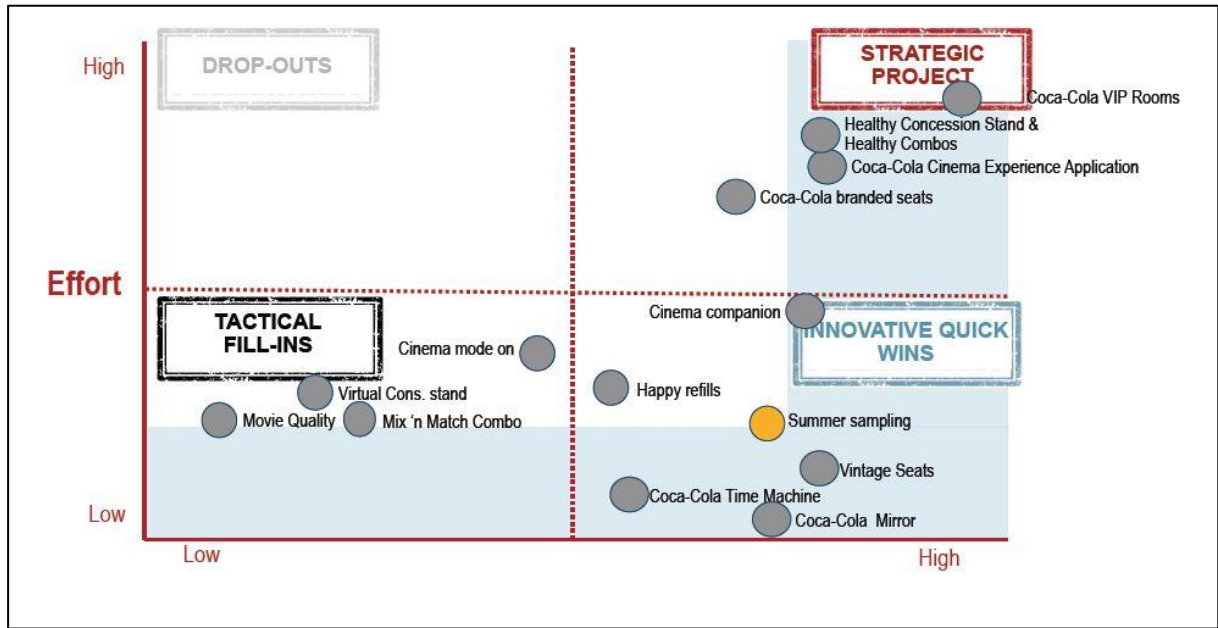 High
DROP-OUTS
STRATEGIC
PROJECT
Coca-Cola VIP Rooms
Healthy Concession Stand &
Healthy Combos
Coca-Cola Cinema Experience Application
Coca-Cola branded seats
Effort
TACTICAL
FILL-INS
Cinema companion
INNOVATIVE QUICK
WINS
Cinema mode on
Virtual Cons. stand
Happy refills
Movie Quality
Mix ‘n Match Combo
Summer sampling
Vintage Seats
Coca-Cola Time Machine
Low
Coca-Cola Mirror
Low
High